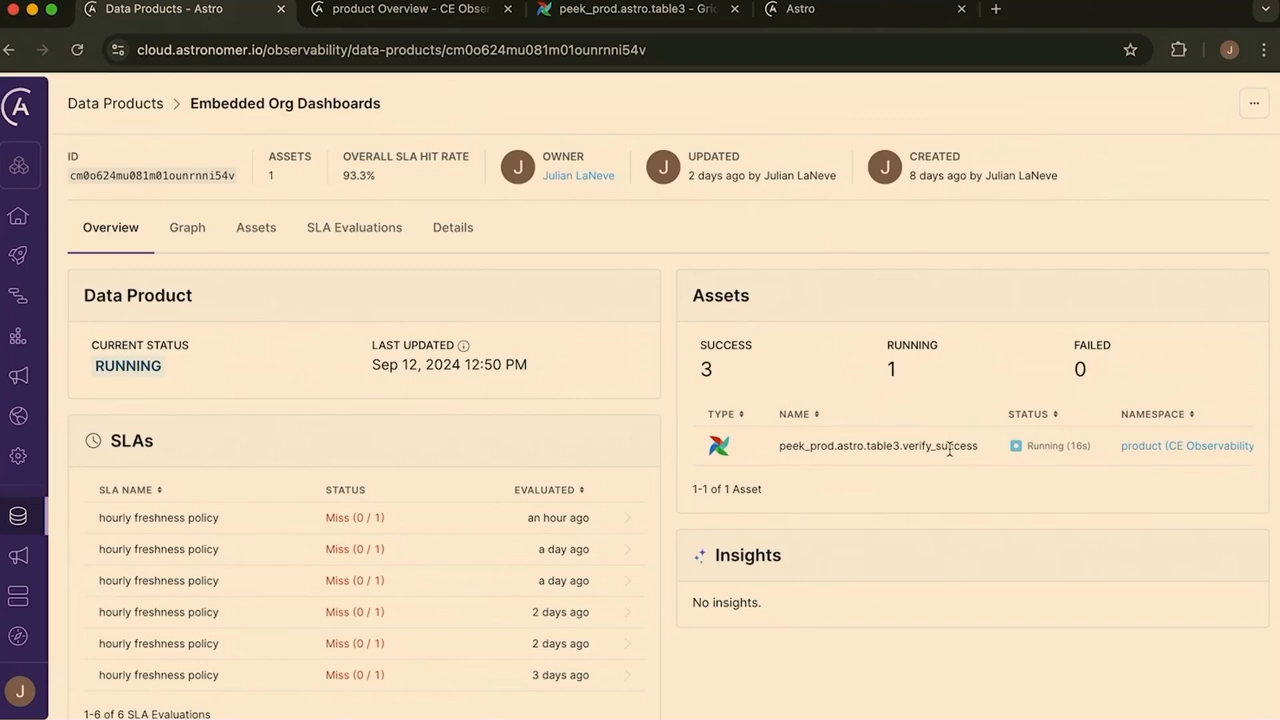 Data Products - Astro
product Overview - CE Obser
peek_prod.astro.table3 - Gri
Astro
cloud.astronomer.io/observability/data-products/cm0o624mu081m01ounrnni54v
J
Data Products > Embedded Org Dashboards
...
ID
cm0o624mu081m01ounrnni54v
ASSETS
1
OVERALL SLA HIT RATE
93.3%
J
OWNER
Julian LaNeve
J
UPDATED
2 days ago by Julian LaNeve
J
CREATED
8 days ago by Julian LaNeve
Overview
Graph
Assets
SLA Evaluations
Details
Data Product
CURRENT STATUS
RUNNING
LAST UPDATED
Sep 12, 2024 12:50 PM
SLAs
SLA NAME STATUS EVALUATED
hourly freshness policy Miss (0 / 1) an hour ago
hourly freshness policy Miss (0 / 1) a day ago
hourly freshness policy Miss (0 / 1) a day ago
hourly freshness policy Miss (0 / 1) 2 days ago
hourly freshness policy Miss (0 / 1) 2 days ago
hourly freshness policy Miss (0 / 1) 3 days ago
1-6 of 6 SLA Evaluations
Assets
SUCCESS
3
RUNNING
1
FAILED
0
TYPE NAME STATUS NAMESPACE
peek_prod.astro.table3.verify_success Running (16s) product (CE Observability
1-1 of 1 Asset
Insights
No insights.
J